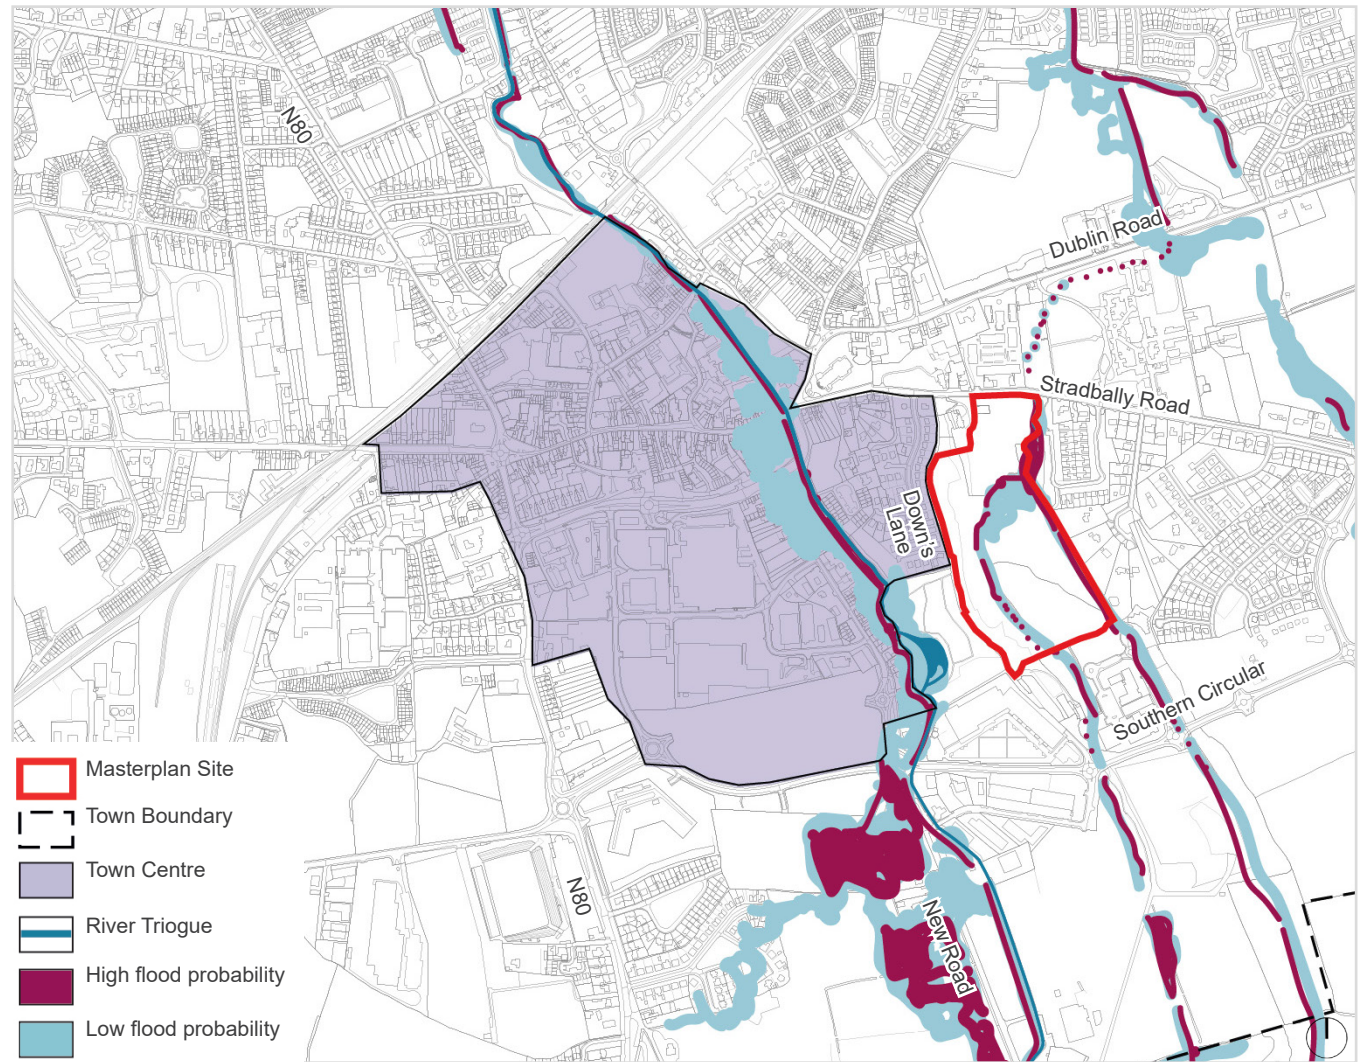 N80
Dublin Road
Stradbally Road
Down's
Lane
Southern Circular
Masterplan Site
Town Boundary
Town Centre
River Triogue
High flood probability
Low flood probability
N80
New Road